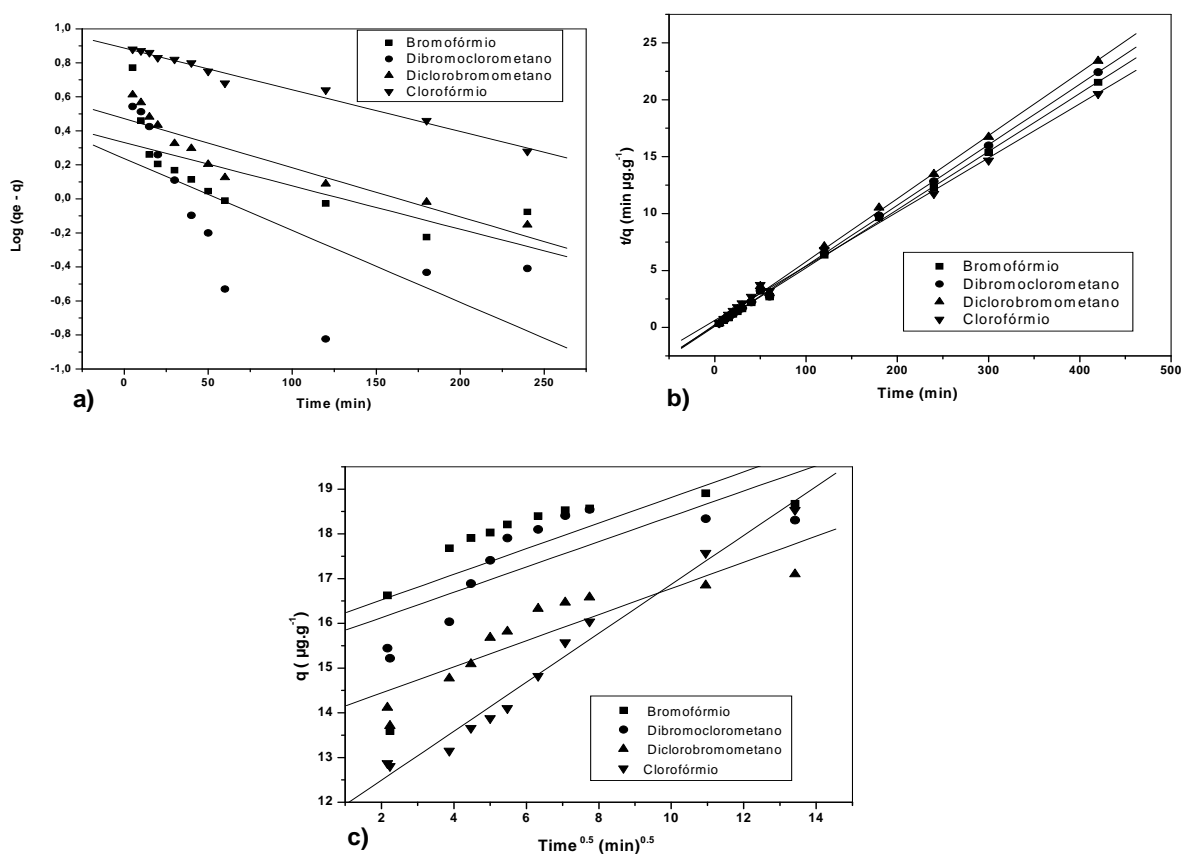 1,0
0,8
0,6
0,4
0,2
0,0
-0,2
-0,4
-0,6
-0,8
-1,0
Log (qe - q)
Bromofórmio
Dibromoclorometano
Diclorobromometano
Clorofórmio
0 50 100 150 200 250
Time (min)
a)
25
20
15
10
5
0
t/q (min µg.g-1)
Bromofórmio
Dibromoclorometano
Diclorobromometano
Clorofórmio
0 100 200 300 400 500
Time (min)
b)
19
18
17
16
15
14
13
12
q ( µg.g-1)
Bromofórmio
Dibromoclorometano
Diclorobromometano
Clorofórmio
2 4 6 8 10 12 14
Time0.5 (min)0.5
c)